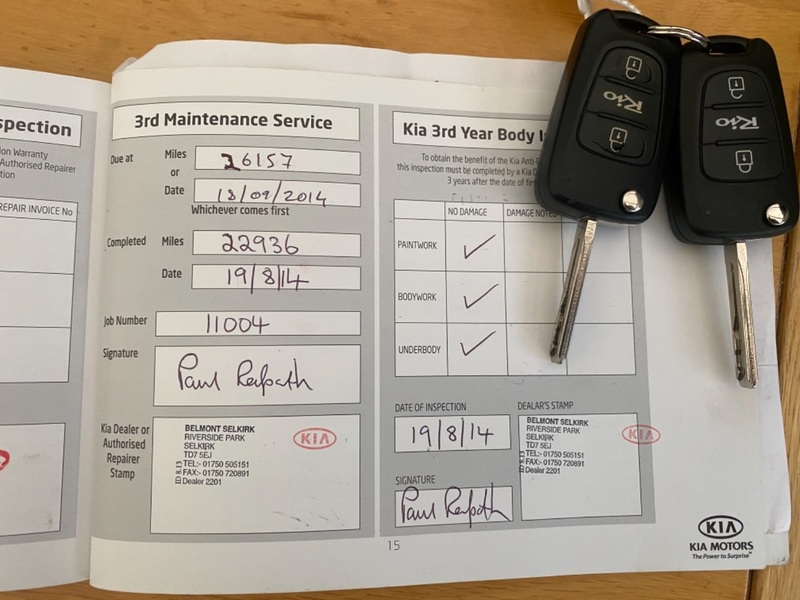 spection
on Warranty
Authorised Repairer
tion
REPAIR INVOICE No
3rd Maintenance Service
Due at Miles 26157
or
Date 18/09/2014
Whichever comes first
Completed Miles 22936
Date 19/8/14
Job Number 11004
Signature
Paul Redpath
Kia Dealer or
Authorised
Repairer
Stamp
BELMONT SELKIRK
RIVERSIDE PARK
SELKIRK
TD7 5EJ
TEL:- 01750 505151
FAX:- 01750 720891
Dealer 2201
KIA
Kia 3rd Year Body I
To obtain the benefit of the Kia Anti-
this inspection must be completed by a Kia D
3 years after the date of firs
NO DAMAGE DAMAGE NOTED
PAINTWORK ✓
BODYWORK ✓
UNDERBODY ✓
DATE OF INSPECTION
19/8/14
SIGNATURE
Paul Redpath
DEALER'S STAMP
BELMONT SELKIRK
RIVERSIDE PARK
SELKIRK
TD7 5EJ
TEL:- 01750 505151
FAX:- 01750 720891
Dealer 2201
KIA
15
KIA
KIA MOTORS
The Power to Surprise™
Rio
Rio